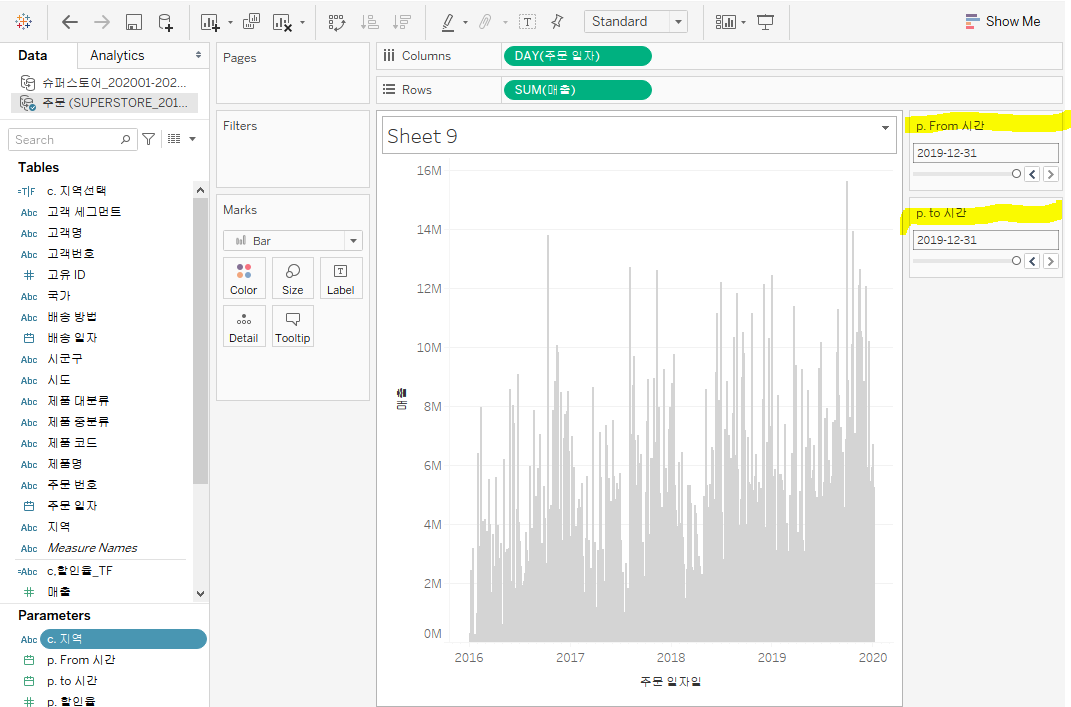 Standard
Show Me
Data
Analytics
슈퍼스토어_202001-202...
주문 (SUPERSTORE_201...
Search
Tables
=T|F c. 지역선택
Abc 고객 세그먼트
Abc 고객명
Abc 고객번호
# 고유 ID
Abc 국가
Abc 배송 방법
배송 일자
Abc 시군구
Abc 시도
Abc 제품 대분류
Abc 제품 중분류
Abc 제품 코드
Abc 제품명
Abc 주문 번호
주문 일자
Abc 지역
Abc Measure Names
=Abc c,할인율_TF
# 매출
Parameters
Abc c. 지역
p. From 시간
p. to 시간
# p. 할인율
Pages
Filters
Marks
Bar
Color
Size
Label
Detail
Tooltip
Columns
DAY(주문 일자)
Rows
SUM(매출)
Sheet 9
16M
14M
12M
10M
8M
6M
4M
2M
0M
매출
2016
2017
2018
2019
2020
주문 일자일
p. From 시간
2019-12-31
p. to 시간
2019-12-31